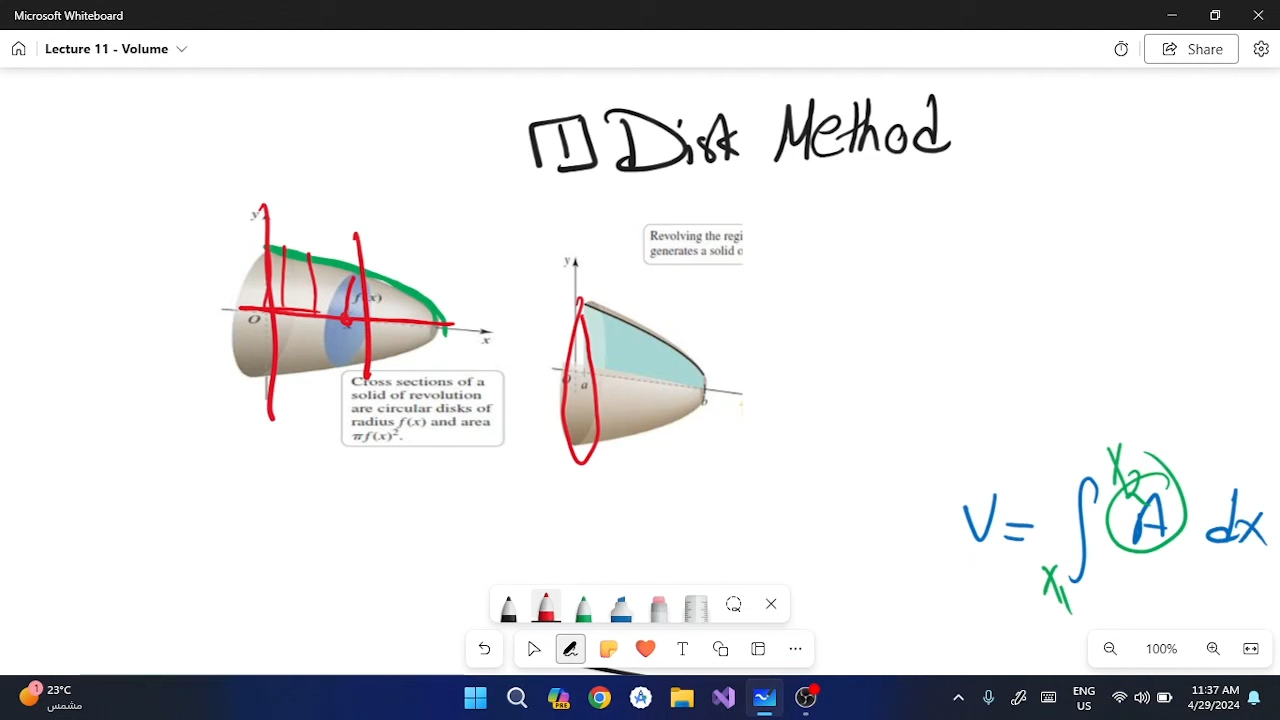 Microsoft Whiteboard
Lecture 11 - Volume
Share
1 Disk Method
y
f(x)
x
O
x
Cross sections of a
solid of revolution
are circular disks of
radius f(x) and area
πf(x)².
Revolving the regi
generates a solid o
y
O
a
b
V = ∫ A dx
x₂
x₁
T
100%
23°C
مشمس
PRE
ENG
US
11:37 AM
4/29/2024